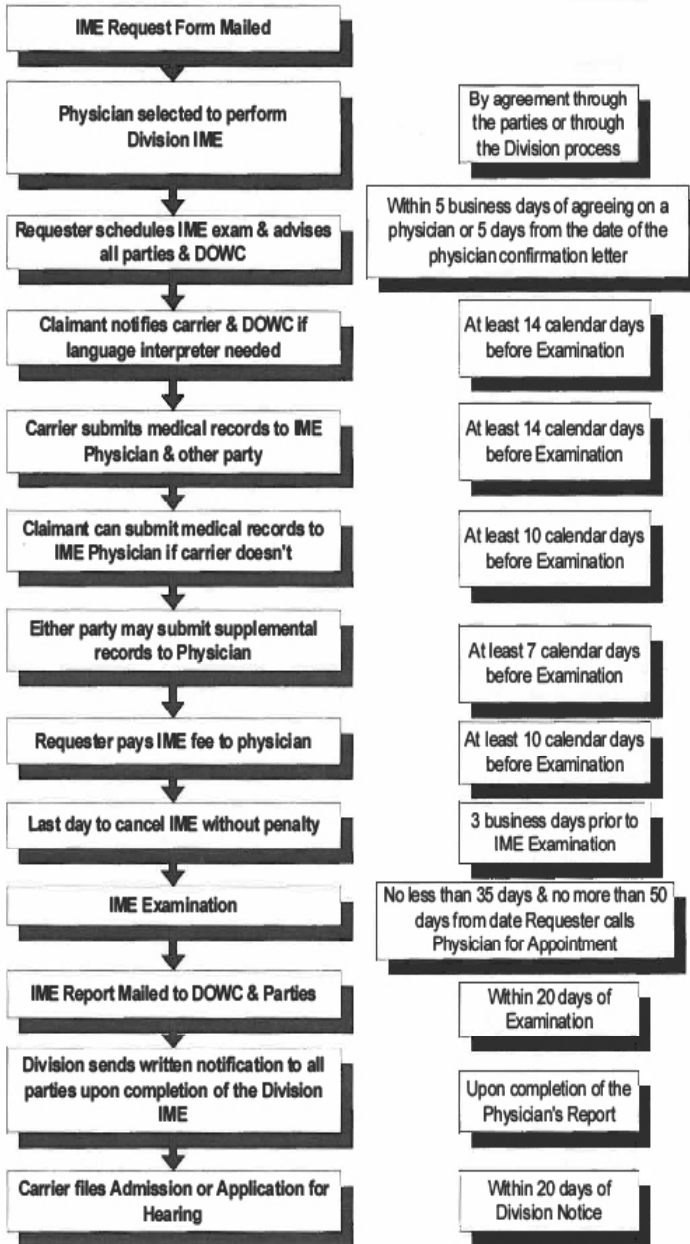 IME Request Form Mailed
Physician selected to perform
Division IME
By agreement through
the parties or through
the Division process
Requester schedules IME exam & advises
all parties & DOWC
Within 5 business days of agreeing on a
physician or 5 days from the date of the
physician confirmation letter
Claimant notifies carrier & DOWC if
language interpreter needed
At least 14 calendar days
before Examination
Carrier submits medical records to IME
Physician & other party
At least 14 calendar days
before Examination
Claimant can submit medical records to
IME Physician if carrier doesn't
At least 10 calendar days
before Examination
Either party may submit supplemental
records to Physician
At least 7 calendar days
before Examination
Requester pays IME fee to physician
At least 10 calendar days
before Examination
Last day to cancel IME without penalty
3 business days prior to
IME Examination
IME Examination
No less than 35 days & no more than 50
days from date Requester calls
Physician for Appointment
IME Report Mailed to DOWC & Parties
Within 20 days of
Examination
Division sends written notification to all
parties upon completion of the Division
IME
Upon completion of the
Physician's Report
Carrier files Admission or Application for
Hearing
Within 20 days of
Division Notice